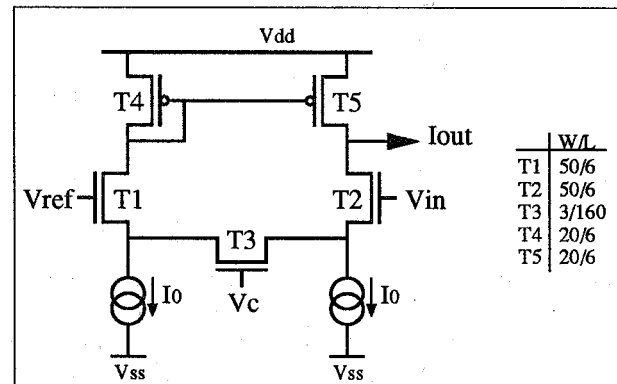 Vdd
T4
T5
Iout
Vref
T1
T2
Vin
T3
I0
Vc
I0
Vss
Vss
W/L
T1 50/6
T2 50/6
T3 3/160
T4 20/6
T5 20/6